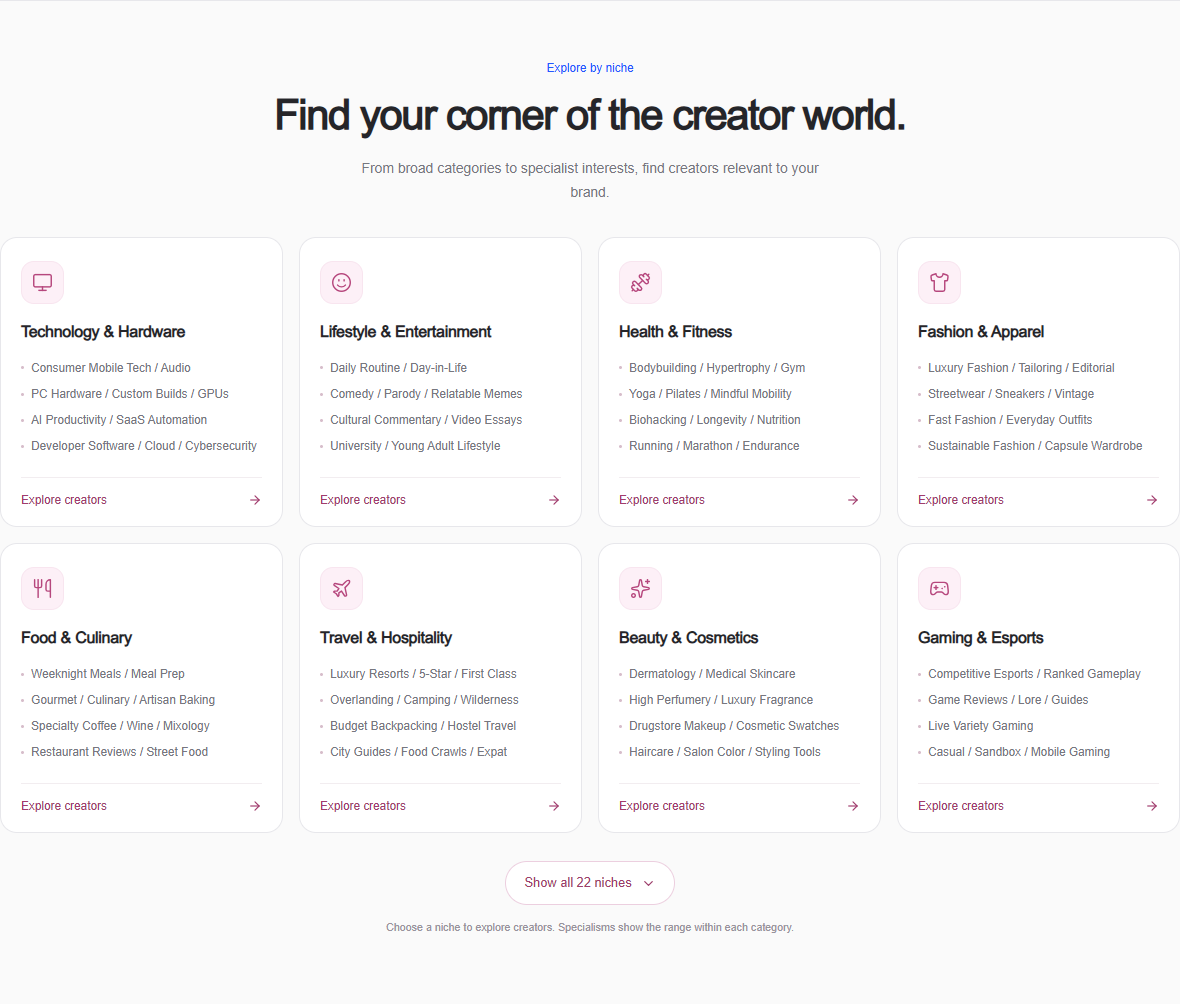 Explore by niche
Find your corner of the creator world.
From broad categories to specialist interests, find creators relevant to your
brand.
Technology & Hardware
Consumer Mobile Tech / Audio
PC Hardware / Custom Builds / GPUs
AI Productivity / SaaS Automation
Developer Software / Cloud / Cybersecurity
Explore creators
Lifestyle & Entertainment
Daily Routine / Day-in-Life
Comedy / Parody / Relatable Memes
Cultural Commentary / Video Essays
University / Young Adult Lifestyle
Explore creators
Health & Fitness
Bodybuilding / Hypertrophy / Gym
Yoga / Pilates / Mindful Mobility
Biohacking / Longevity / Nutrition
Running / Marathon / Endurance
Explore creators
Fashion & Apparel
Luxury Fashion / Tailoring / Editorial
Streetwear / Sneakers / Vintage
Fast Fashion / Everyday Outfits
Sustainable Fashion / Capsule Wardrobe
Explore creators
Food & Culinary
Weeknight Meals / Meal Prep
Gourmet / Culinary / Artisan Baking
Specialty Coffee / Wine / Mixology
Restaurant Reviews / Street Food
Explore creators
Travel & Hospitality
Luxury Resorts / 5-Star / First Class
Overlanding / Camping / Wilderness
Budget Backpacking / Hostel Travel
City Guides / Food Crawls / Expat
Explore creators
Beauty & Cosmetics
Dermatology / Medical Skincare
High Perfumery / Luxury Fragrance
Drugstore Makeup / Cosmetic Swatches
Haircare / Salon Color / Styling Tools
Explore creators
Gaming & Esports
Competitive Esports / Ranked Gameplay
Game Reviews / Lore / Guides
Live Variety Gaming
Casual / Sandbox / Mobile Gaming
Explore creators
Show all 22 niches
Choose a niche to explore creators. Specialisms show the range within each category.